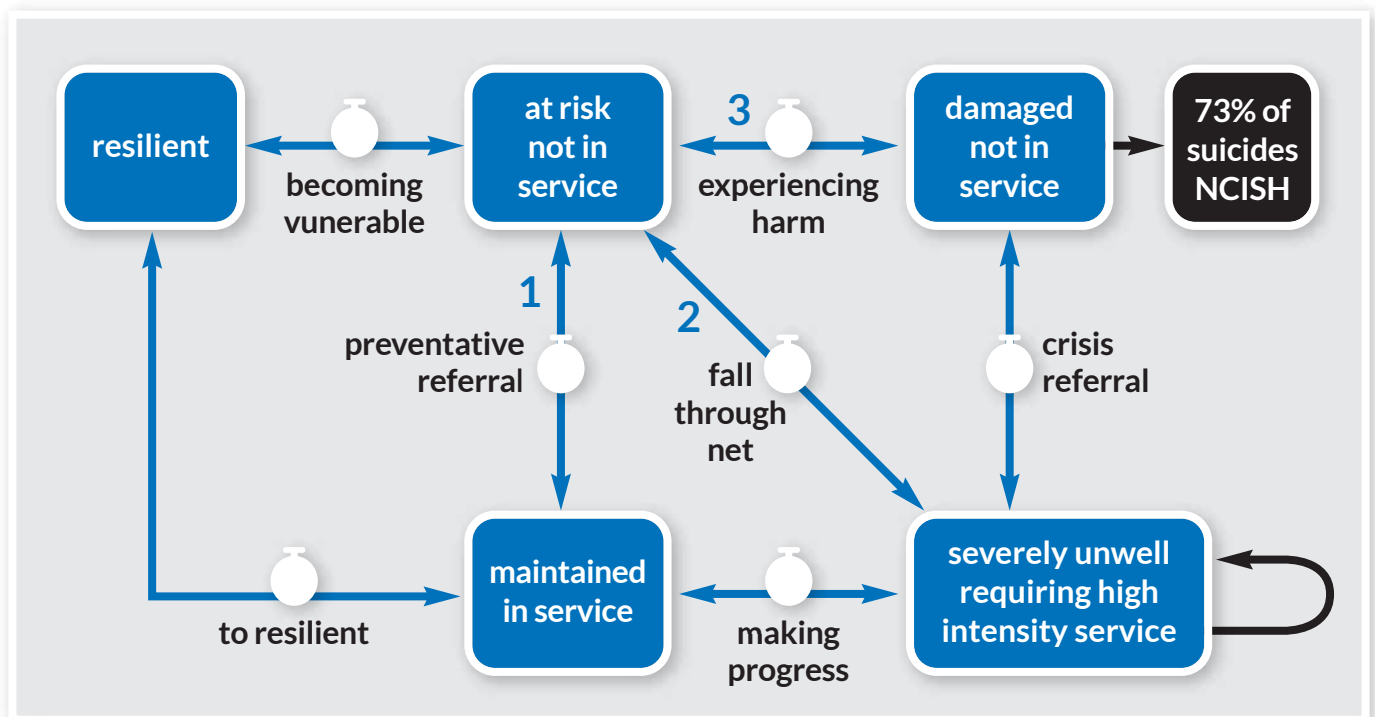 resilient
becoming
vunerable
at risk
not in
service
3
experiencing
harm
damaged
not in
service
73% of
suicides
NCISH
1
preventative
referral
2
fall
through
net
crisis
referral
to resilient
maintained
in service
making
progress
severely unwell
requiring high
intensity service